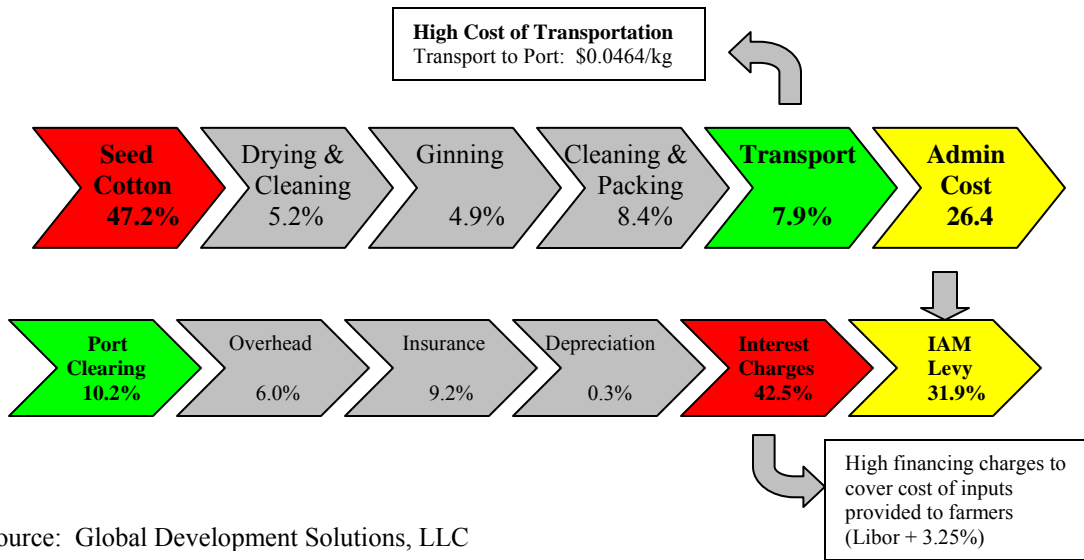 High Cost of Transportation
Transport to Port: $0.0464/kg
Seed
Cotton
47.2%
Drying &
Cleaning
5.2%
Ginning
4.9%
Cleaning &
Packing
8.4%
Transport
7.9%
Admin
Cost
26.4
Port
Clearing
10.2%
Overhead
6.0%
Insurance
9.2%
Depreciation
0.3%
Interest
Charges
42.5%
IAM
Levy
31.9%
High financing charges to
cover cost of inputs
provided to farmers
(Libor + 3.25%)
ource: Global Development Solutions, LLC